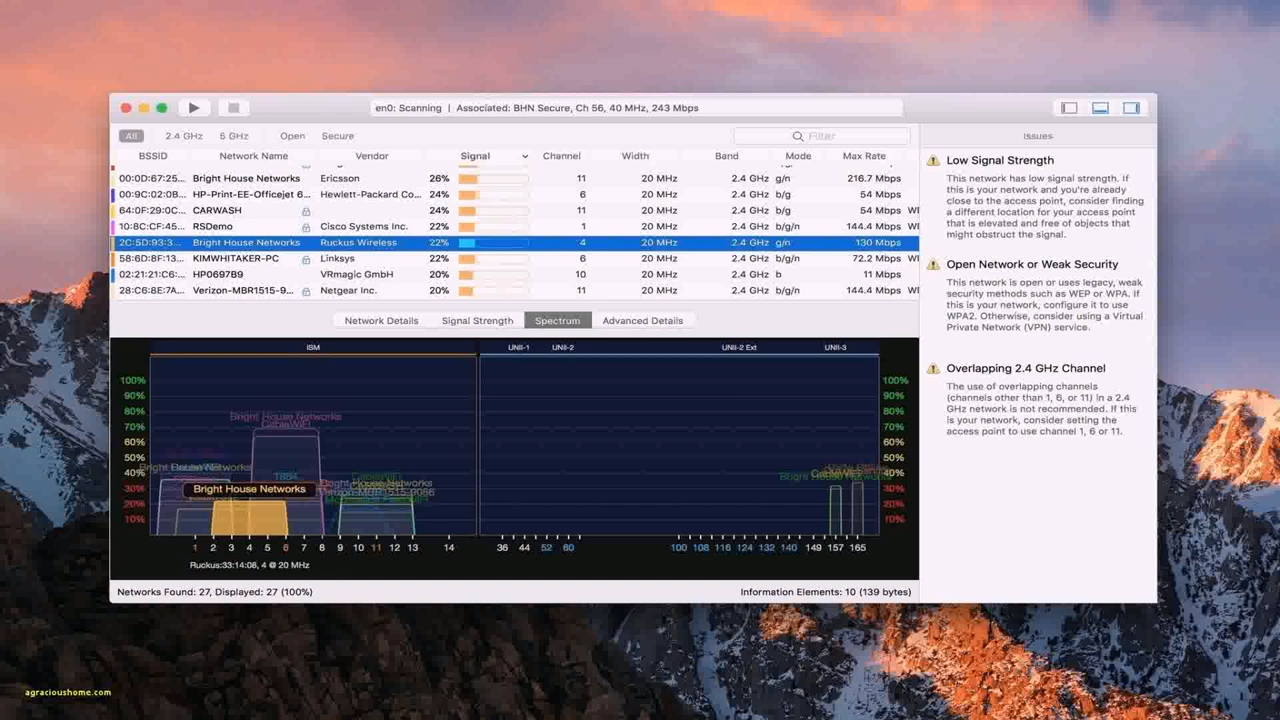 en0: Scanning | Associated: BHN Secure, Ch 56, 40 MHz, 243 Mbps
All 2.4 GHz 6 GHz Open Secure Filter
BSSID Network Name Vendor Signal Channel Width Band Mode Max Rate
00:0D:67:25... Bright House Networks Ericsson 26% 11 20 MHz 2.4 GHz g/n 216.7 Mbps
00:9C:02:0B... HP-Print-EE-Officejet 6... Hewlett-Packard Co... 24% 6 20 MHz 2.4 GHz b/g 54 Mbps
64:0F:29:0C... CARWASH 24% 11 20 MHz 2.4 GHz b/g 54 Mbps
10:8C:CF:45... RSDemo Cisco Systems Inc. 22% 1 20 MHz 2.4 GHz b/g/n 144.4 Mbps
2C:5D:93:3... Bright House Networks Ruckus Wireless 22% 4 20 MHz 2.4 GHz g/n 130 Mbps
58:6D:8F:13... KIMWHITAKER-PC Linksys 22% 6 20 MHz 2.4 GHz b/g/n 72.2 Mbps
02:21:21:C6:... HP0697B9 VRmagic GmbH 20% 10 20 MHz 2.4 GHz b 11 Mbps
28:C6:8E:7A... Verizon-MBR1515-9... Netgear Inc. 20% 11 20 MHz 2.4 GHz b/g/n 144.4 Mbps
Network Details Signal Strength Spectrum Advanced Details
ISM UNII-1 UNII-2 UNII-2 Ext UNII-3
100% 100%
90% 90%
80% 80%
Bright House Networks
CableWiFi
70% 70%
60% 60%
50% 50%
Bright House Networks
40% 40%
Bright House Networks
30% 30%
20% 20%
10% 10%
1 2 3 4 5 6 7 8 9 10 11 12 13 14 36 44 52 60 100 108 116 124 132 140 149 157 165
Ruckus:33:14:08, 4 @ 20 MHz
Networks Found: 27, Displayed: 27 (100%) Information Elements: 10 (139 bytes)
Issues
Low Signal Strength
This network has low signal strength. If
this is your network and you're already
close to the access point, consider finding
a different location for your access point
that is elevated and free of objects that
might obstruct the signal.
Open Network or Weak Security
This network is open or uses legacy, weak
security methods such as WEP or WPA. If
this is your network, configure it to use
WPA2. Otherwise, consider using a Virtual
Private Network (VPN) service.
Overlapping 2.4 GHz Channel
The use of overlapping channels
(channels other than 1, 6, or 11) in a 2.4
GHz network is not recommended. If this
is your network, consider setting the
access point to use channel 1, 6 or 11.
agracioushome.com